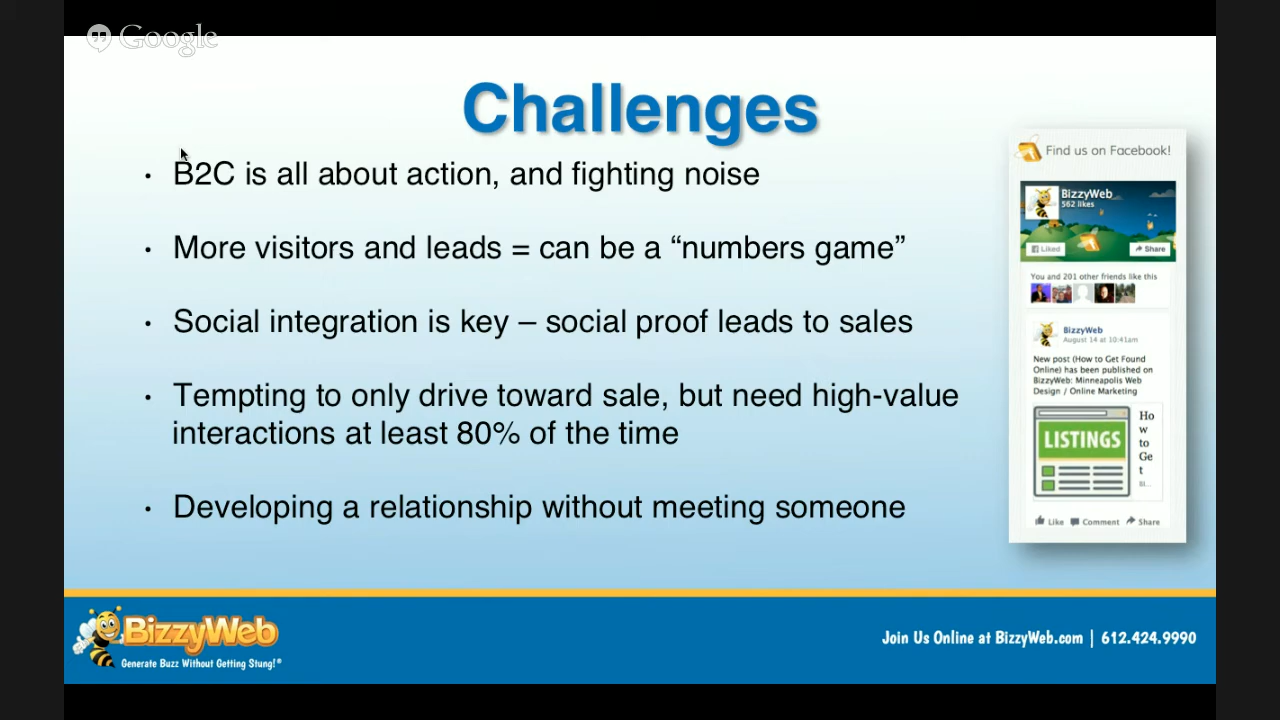 Google
Challenges
• B2C is all about action, and fighting noise
• More visitors and leads = can be a “numbers game”
• Social integration is key – social proof leads to sales
• Tempting to only drive toward sale, but need high-value
interactions at least 80% of the time
• Developing a relationship without meeting someone
Find us on Facebook!
BizzyWeb
562 likes
Liked
Share
You and 201 other friends like this
BizzyWeb
August 14 at 10:41am
New post (How to Get Found
Online) has been published on
BizzyWeb: Minneapolis Web
Design / Online Marketing
LISTINGS
Ho
w
to
Ge
t
Bl...
Like Comment Share
BizzyWeb
Generate Buzz Without Getting Stung!®
Join Us Online at BizzyWeb.com | 612.424.9990